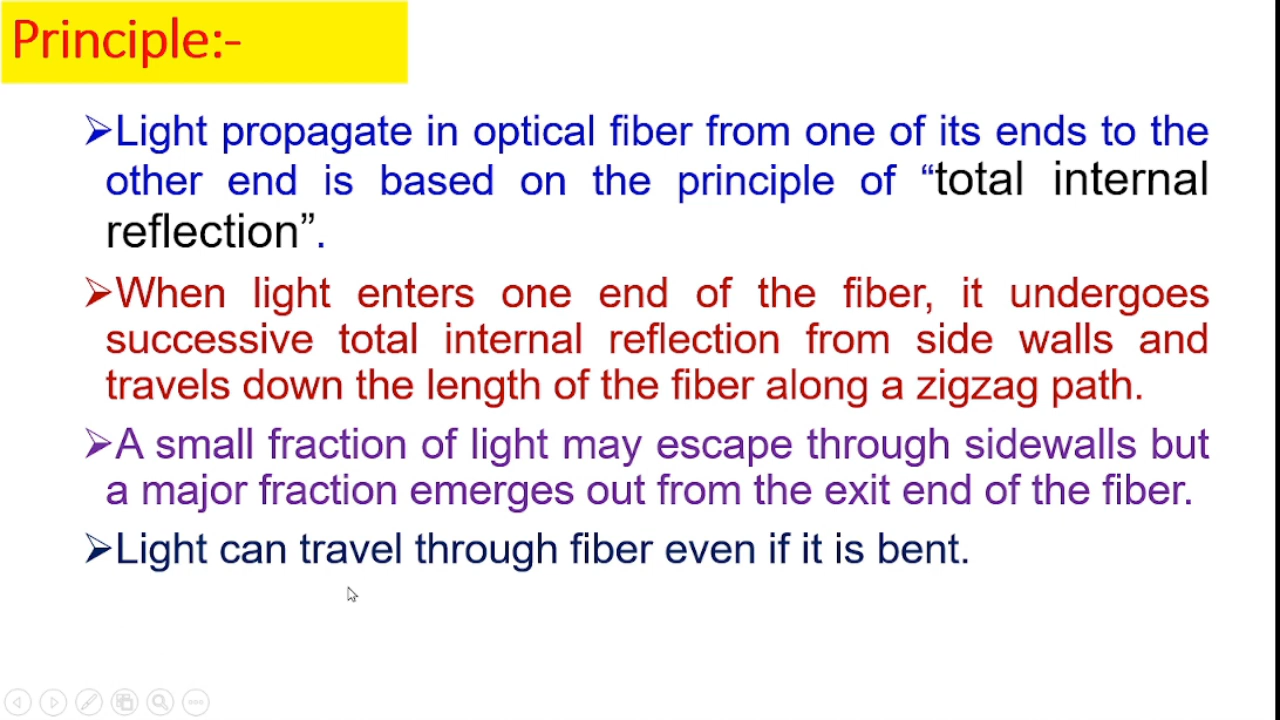 Principle:-
➢Light propagate in optical fiber from one of its ends to the
other end is based on the principle of “total internal
reflection”.
➢When light enters one end of the fiber, it undergoes
successive total internal reflection from side walls and
travels down the length of the fiber along a zigzag path.
➢A small fraction of light may escape through sidewalls but
a major fraction emerges out from the exit end of the fiber.
➢Light can travel through fiber even if it is bent.